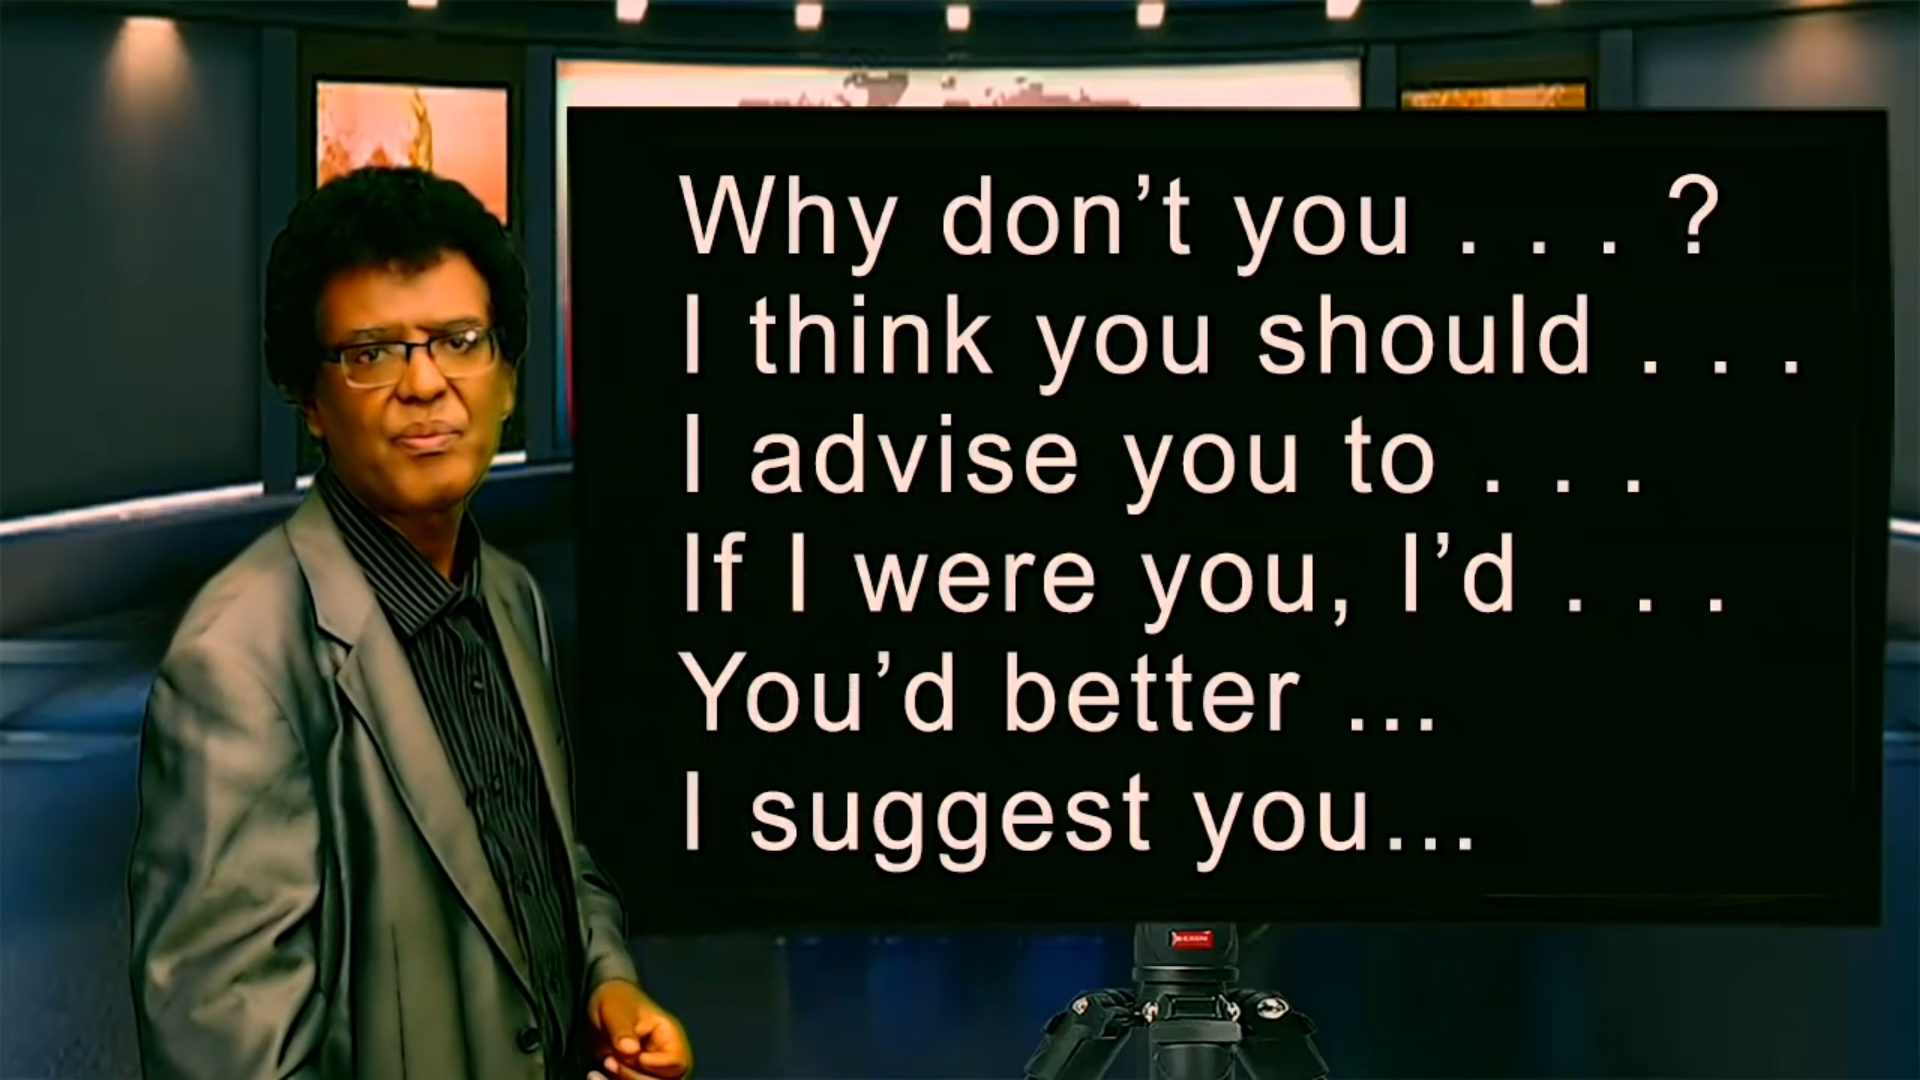 Why don’t you . . . ?
I think you should . . .
I advise you to . . .
If I were you, I’d . . .
You’d better ...
I suggest you...